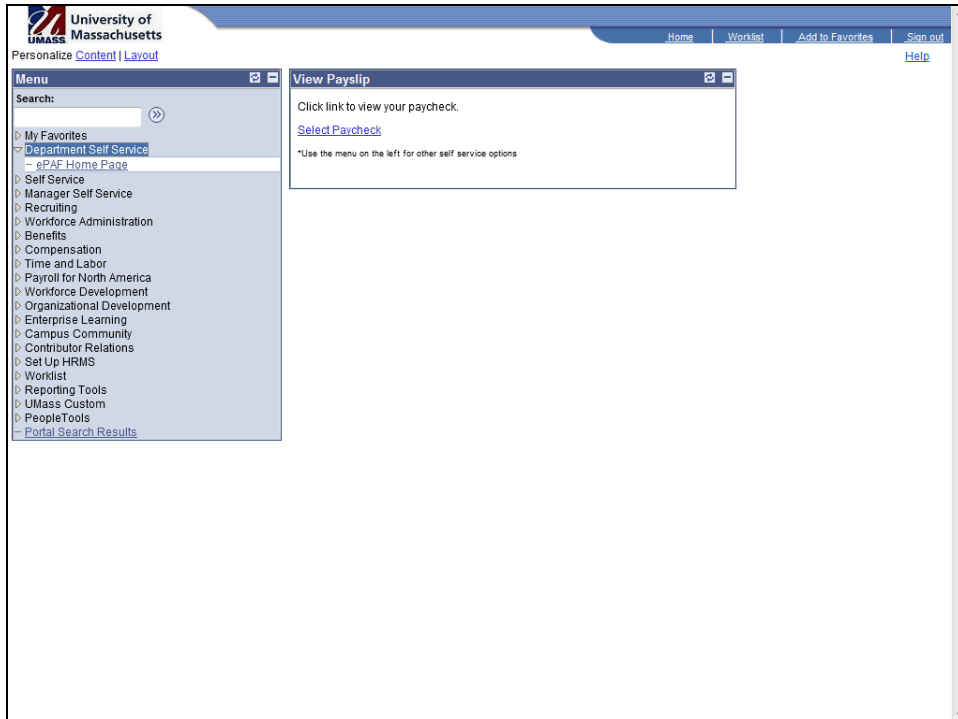 University of
Massachusetts
UMASS
Home Worklist Add to Favorites Sign out
Personalize Content | Layout
Help
Menu
Search:
My Favorites
Department Self Service
ePAF Home Page
Self Service
Manager Self Service
Recruiting
Workforce Administration
Benefits
Compensation
Time and Labor
Payroll for North America
Workforce Development
Organizational Development
Enterprise Learning
Campus Community
Contributor Relations
Set Up HRMS
Worklist
Reporting Tools
UMass Custom
PeopleTools
Portal Search Results
View Payslip
Click link to view your paycheck.
Select Paycheck
*Use the menu on the left for other self service options